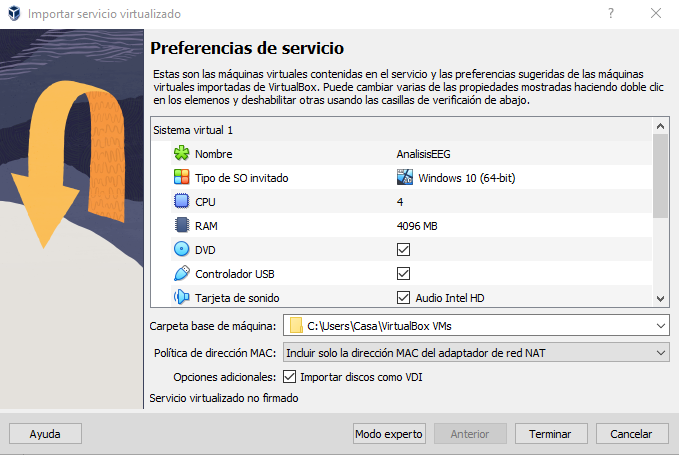 Importar servicio virtualizado
Preferencias de servicio
Estas son las máquinas virtuales contenidas en el servicio y las preferencias sugeridas de las máquinas
virtuales importadas de VirtualBox. Puede cambiar varias de las propiedades mostradas haciendo doble clic
en los elemenos y deshabilitar otras usando las casillas de verificaión de abajo.
Sistema virtual 1
Nombre AnalisisEEG
Tipo de SO invitado Windows 10 (64-bit)
CPU 4
RAM 4096 MB
DVD
Controlador USB
Tarjeta de sonido Audio Intel HD
Carpeta base de máquina: C:\Users\Casa\VirtualBox VMs
Política de dirección MAC: Incluir solo la dirección MAC del adaptador de red NAT
Opciones adicionales: Importar discos como VDI
Servicio virtualizado no firmado
Ayuda Modo experto Anterior Terminar Cancelar